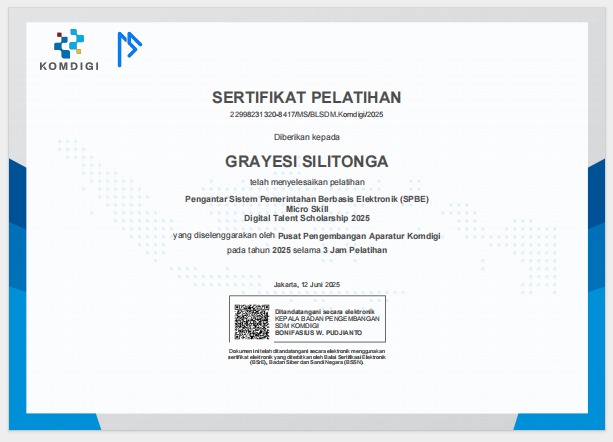 KOMDIGI
SERTIFIKAT PELATIHAN
22998231320-8417/MS/BLSDM.Komdigi/2025
Diberikan kepada
GRAYESI SILITONGA
telah menyelesaikan pelatihan
Pengantar Sistem Pemerintahan Berbasis Elektronik (SPBE)
Micro Skill
Digital Talent Scholarship 2025
yang diselenggarakan oleh Pusat Pengembangan Aparatur Komdigi
pada tahun 2025 selama 3 Jam Pelatihan
Jakarta, 12 Juni 2025
Ditandatangani secara elektronik
KEPALA BADAN PENGEMBANGAN
SDM KOMDIGI
BONIFASIUS W. PUDJIANTO
Dokumen ini telah ditandatangani secara elektronik menggunakan
sertifikat elektronik yang diterbitkan oleh Balai Sertifikasi Elektronik
(BSrE), Badan Siber dan Sandi Negara (BSSN).